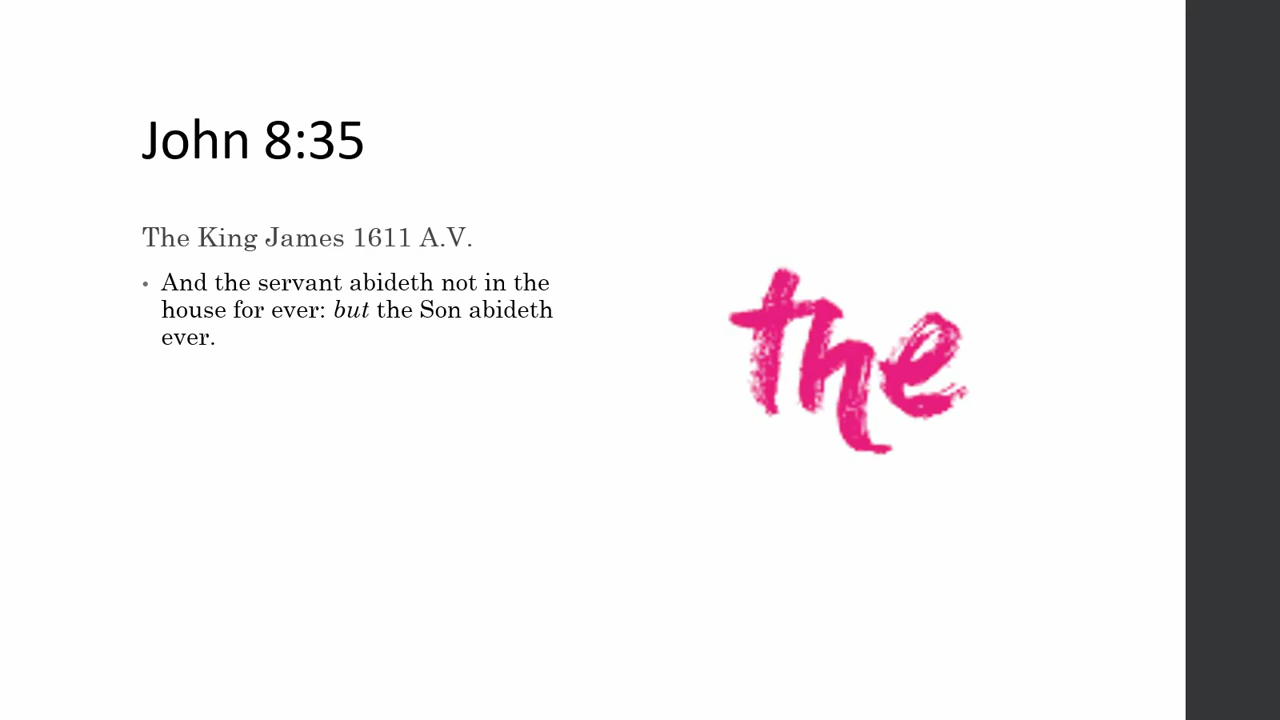 John 8:35
The King James 1611 A.V.
• And the servant abideth not in the
house for ever: but the Son abideth
ever.
the